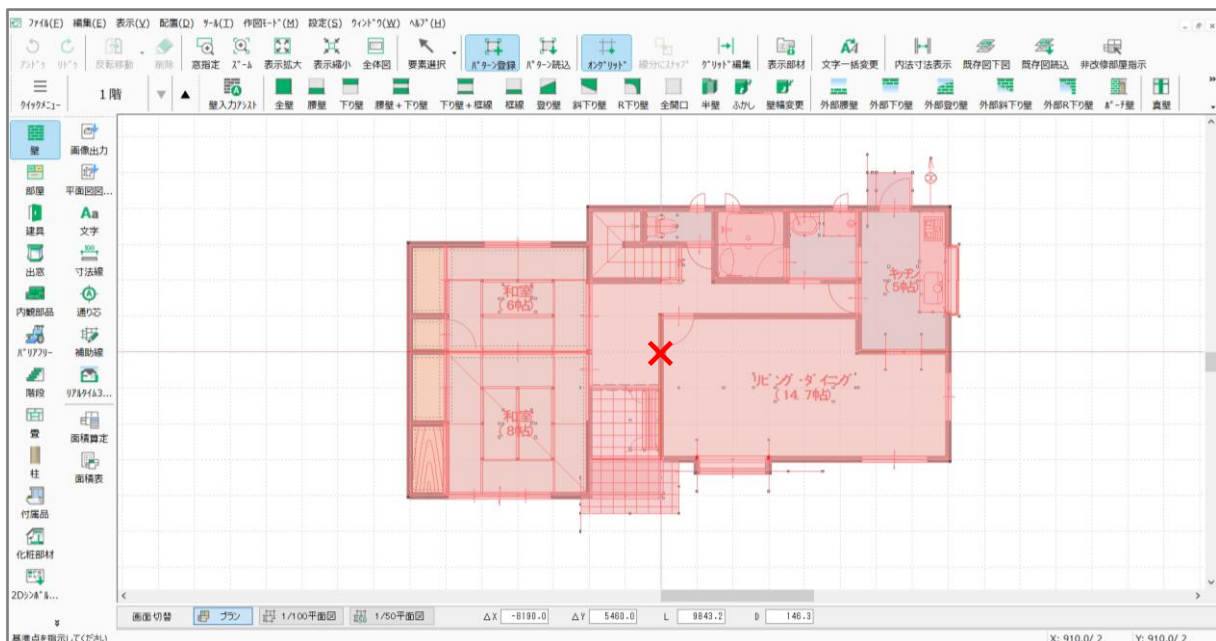 ﾌｧｲﾙ(F) 編集(E) 表示(V) 配置(D) ﾂｰﾙ(T) 作図ﾓｰﾄﾞ(M) 設定(S) ｳｨﾝﾄﾞｳ(W) ﾍﾙﾌﾟ(H)
ｱﾝﾄﾞｩ ﾘﾄﾞｩ 反転移動 削除 窓指定 ｽﾞｰﾑ 表示拡大 表示縮小 全体図 要素選択 ﾊﾟﾀｰﾝ登録 ﾊﾟﾀｰﾝ読込 ｵﾝｸﾞﾘｯﾄﾞ 線分にｽﾅｯﾌﾟ ｸﾞﾘｯﾄﾞ編集 表示部材 文字一括変更 内法寸法表示 既存図下図 既存図読込 非改修部屋指示
ｸｲｯｸﾒﾆｭｰ 1 階 ▼ ▲ 壁入力ｱｼｽﾄ 全壁 腰壁 下り壁 腰壁+下り壁 下り壁+框線 框線 登り壁 斜下り壁 R下り壁 全開口 半壁 ふかし 壁幅変更 外部腰壁 外部下り壁 外部登り壁 外部斜下り壁 外部R下り壁 ﾎﾟｰﾁ壁 真壁
壁 画像出力
部屋 平面図図...
建具 文字
出窓 寸法線
内観部品 通り芯
ﾊﾞﾘｱﾌﾘｰ 補助線
階段 ﾘｱﾙﾀｲﾑ3...
畳 面積算定
柱 面積表
付属品
化粧部材
2Dｼﾝﾎﾞﾙ...
和室
(6帖)
キッチン
(5帖)
リビング・ダイニング
(14.7帖)
和室
(8帖)
画面切替 プラン 1/100平面図 1/50平面図 △X -8190.0 △Y 5460.0 L 9843.2 D 146.3
基準点を指示してください X: 910.0/ 2 Y: 910.0/ 2